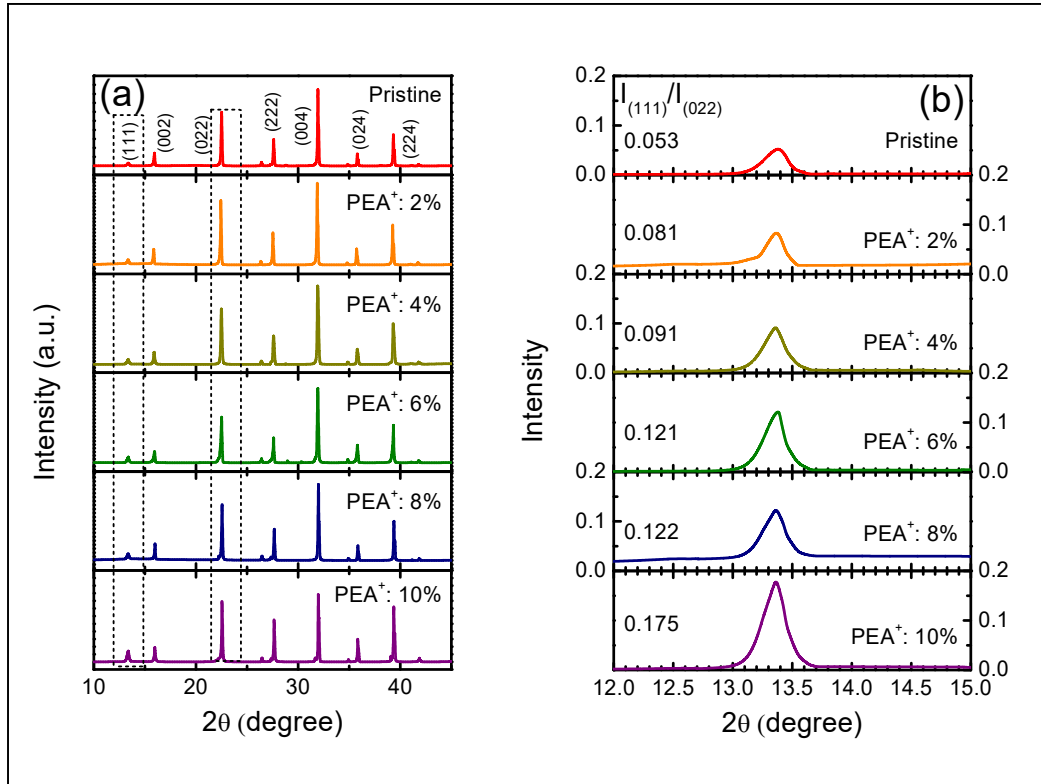 (a)
Pristine
(111)
(002)
(022)
(222)
(004)
(024)
(224)
PEA⁺: 2%
PEA⁺: 4%
PEA⁺: 6%
PEA⁺: 8%
PEA⁺: 10%
Intensity (a.u.)
10 20 30 40
2θ (degree)
I(111)/I(022)
(b)
0.2
0.1
0.053
Pristine
0.0
0.2
0.1
0.081
PEA⁺: 2%
0.2
0.0
0.1
0.091
PEA⁺: 4%
0.0
0.2
0.121
0.1
PEA⁺: 6%
0.2
0.0
0.1
0.122
PEA⁺: 8%
0.0
0.2
0.175
0.1
PEA⁺: 10%
0.0
Intensity
12.0 12.5 13.0 13.5 14.0 14.5 15.0
2θ (degree)